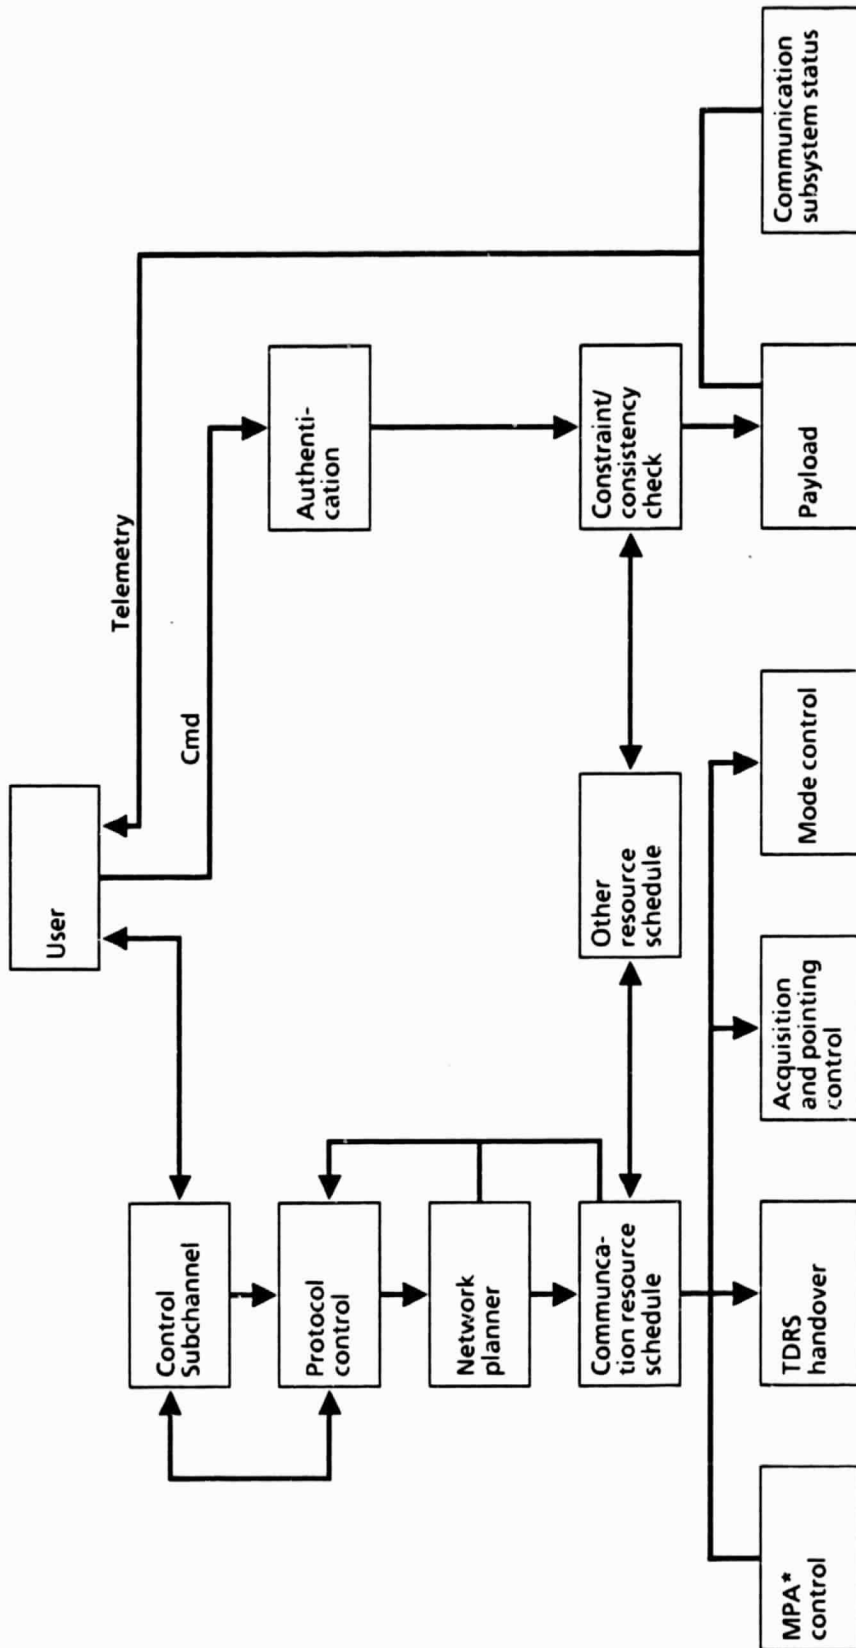 User
Telemetry
Cmd
Control
Subchannel
Protocol
control
Network
planner
Communca-
tion resource
schedule
Other
resource
schedule
Authenti-
cation
Constraint/
consistency
check
MPA*
control
TDRS
handover
Acquisition
and pointing
control
Mode control
Payload
Communication
subsystem status